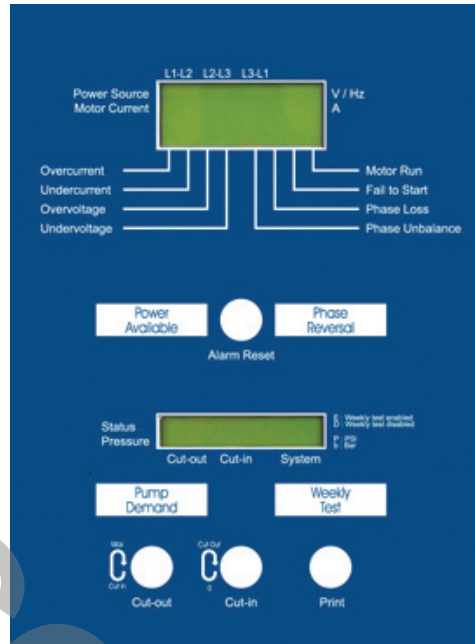 L1-L2 L2-L3 L3-L1
Power Source V / Hz
Motor Current A
Overcurrent Motor Run
Undercurrent Fail to Start
Overvoltage Phase Loss
Undervoltage Phase Unbalance
Power
Available
Phase
Reversal
Alarm Reset
Status
Pressure
E : Weekly test enabled
D : Weekly test disabled
P : PSI
b : Bar
Cut-out Cut-in System
Pump
Demand
Weekly
Test
Max
Cut In
Cut Out
0
Cut-out Cut-in Print